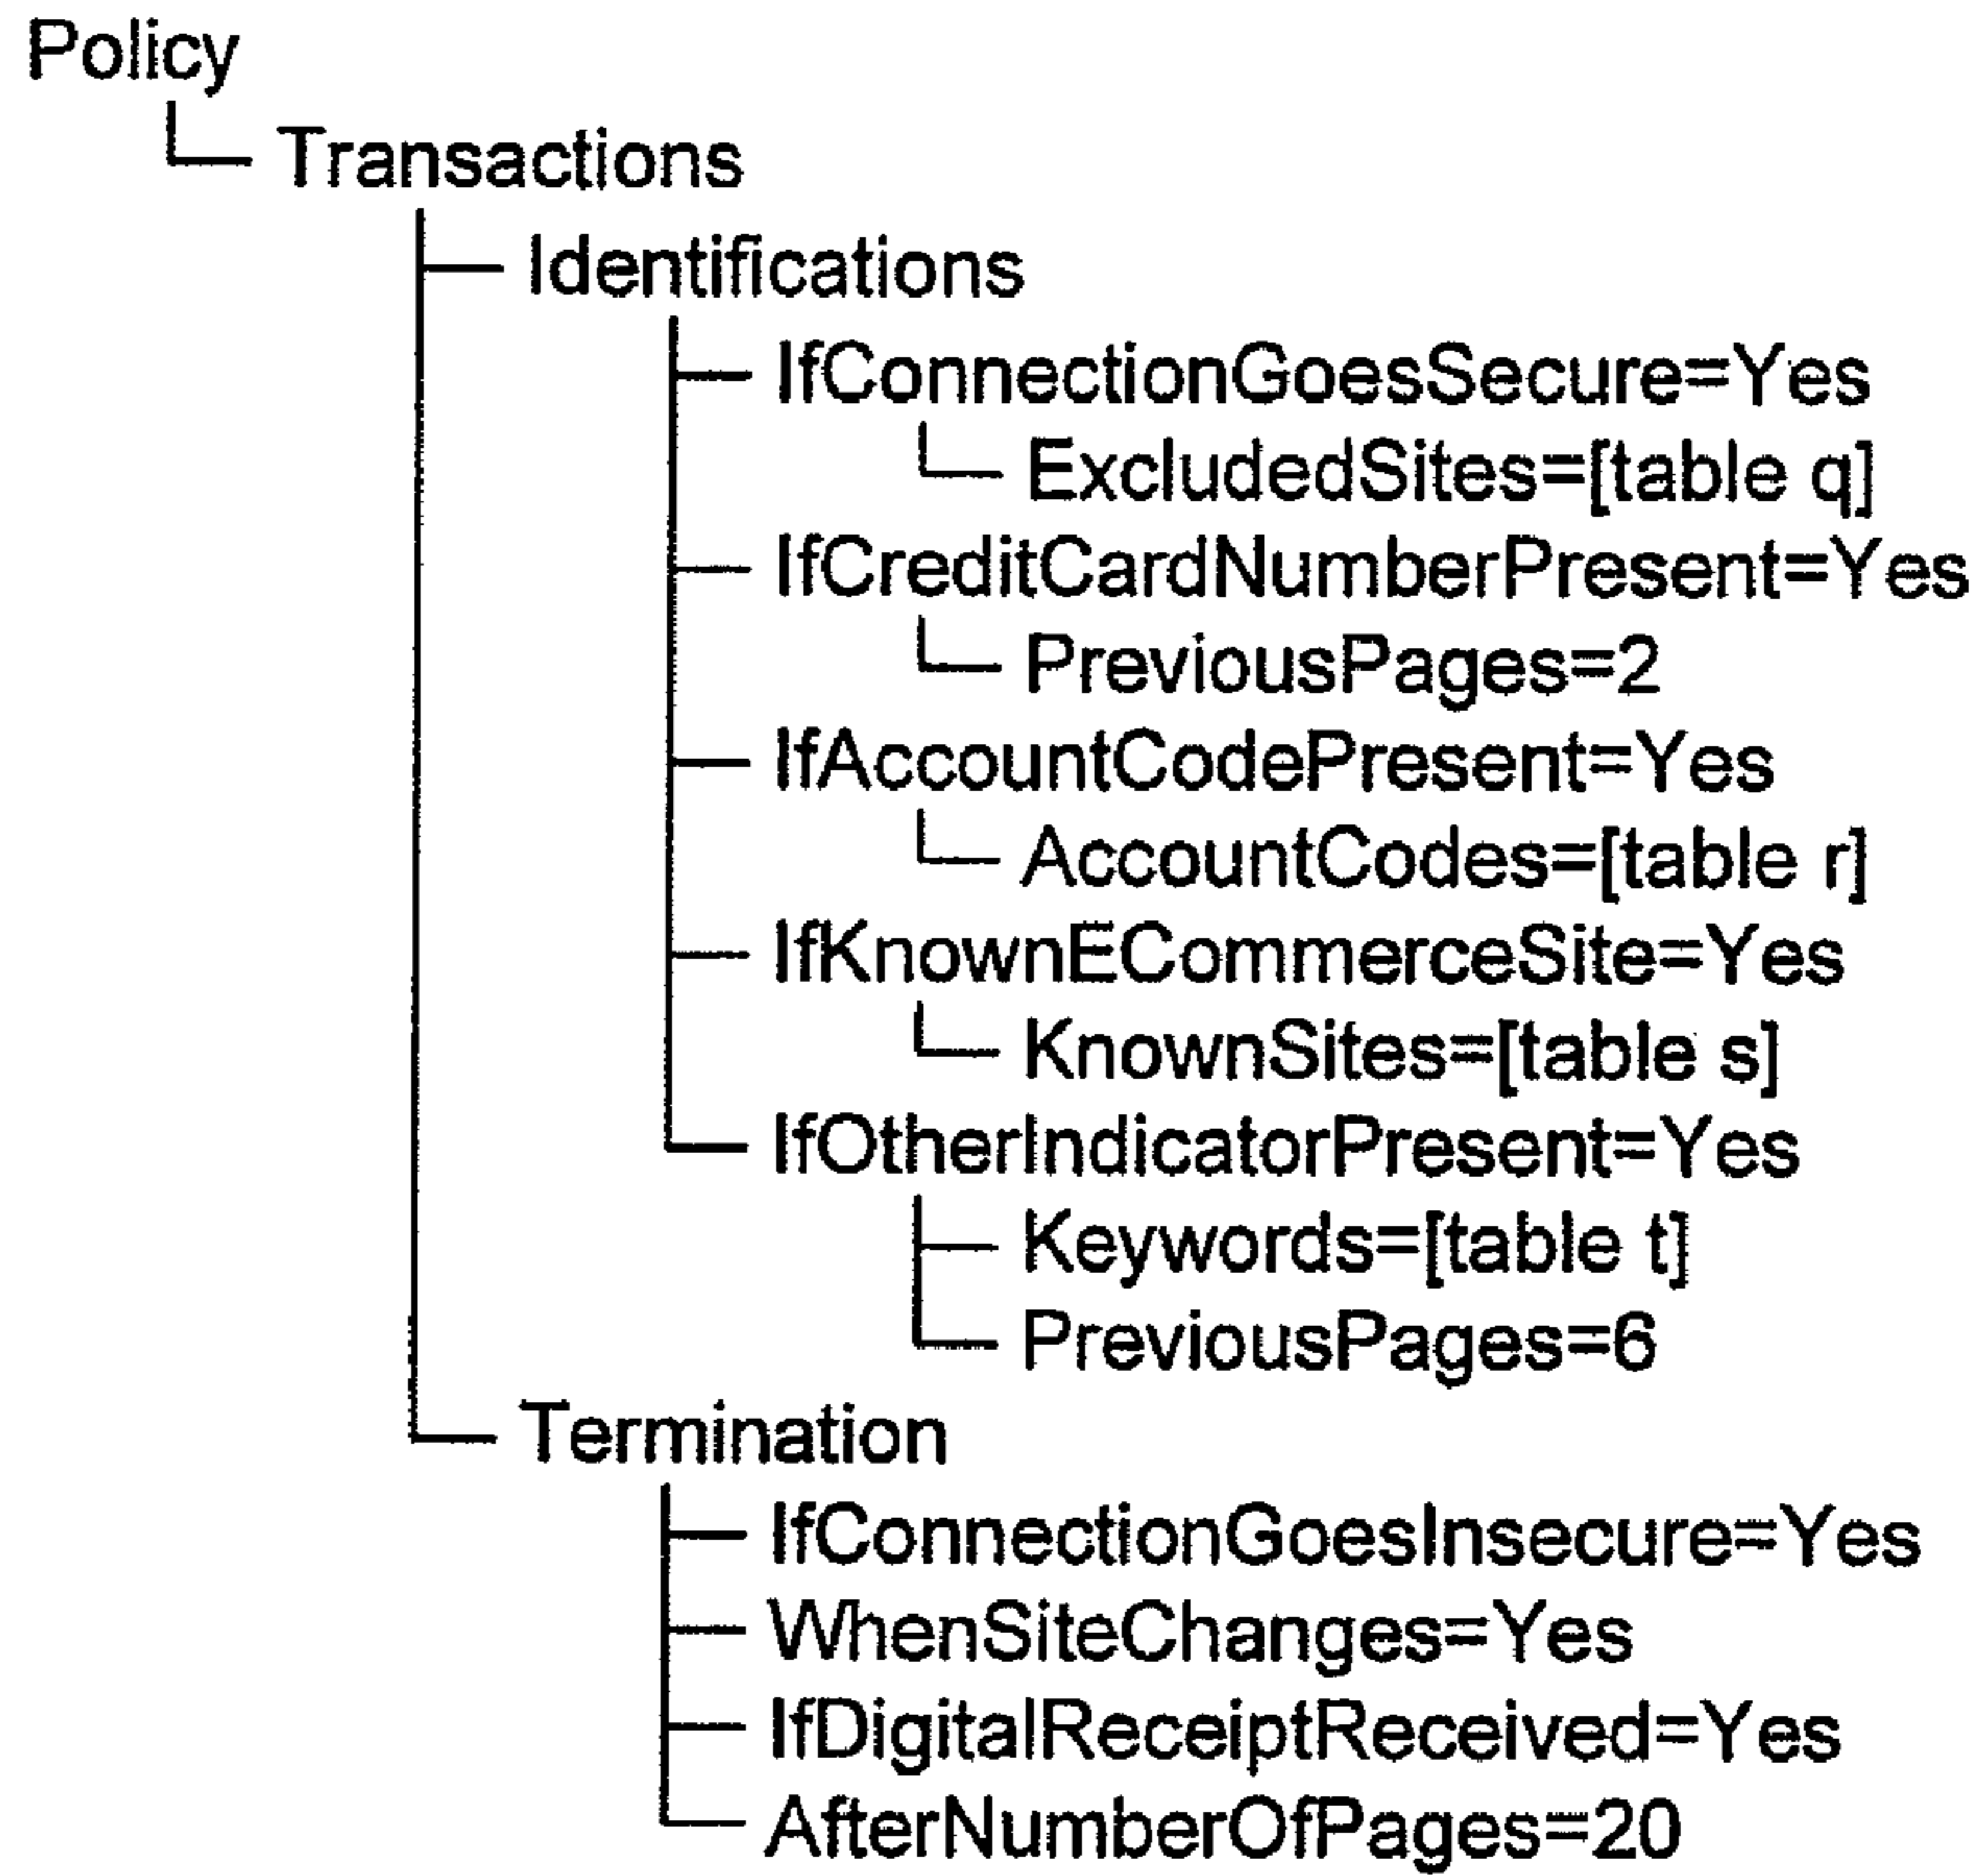 Policy
Transactions
Identifications
IfConnectionGoesSecure=Yes
ExcludedSites=[table q]
IfCreditCardNumberPresent=Yes
PreviousPages=2
IfAccountCodePresent=Yes
AccountCodes=[table r]
IfKnownECommerceSite=Yes
KnownSites=[table s]
IfOtherIndicatorPresent=Yes
Keywords=[table t]
PreviousPages=6
Termination
IfConnectionGoesInsecure=Yes
WhenSiteChanges=Yes
IfDigitalReceiptReceived=Yes
AfterNumberOfPages=20